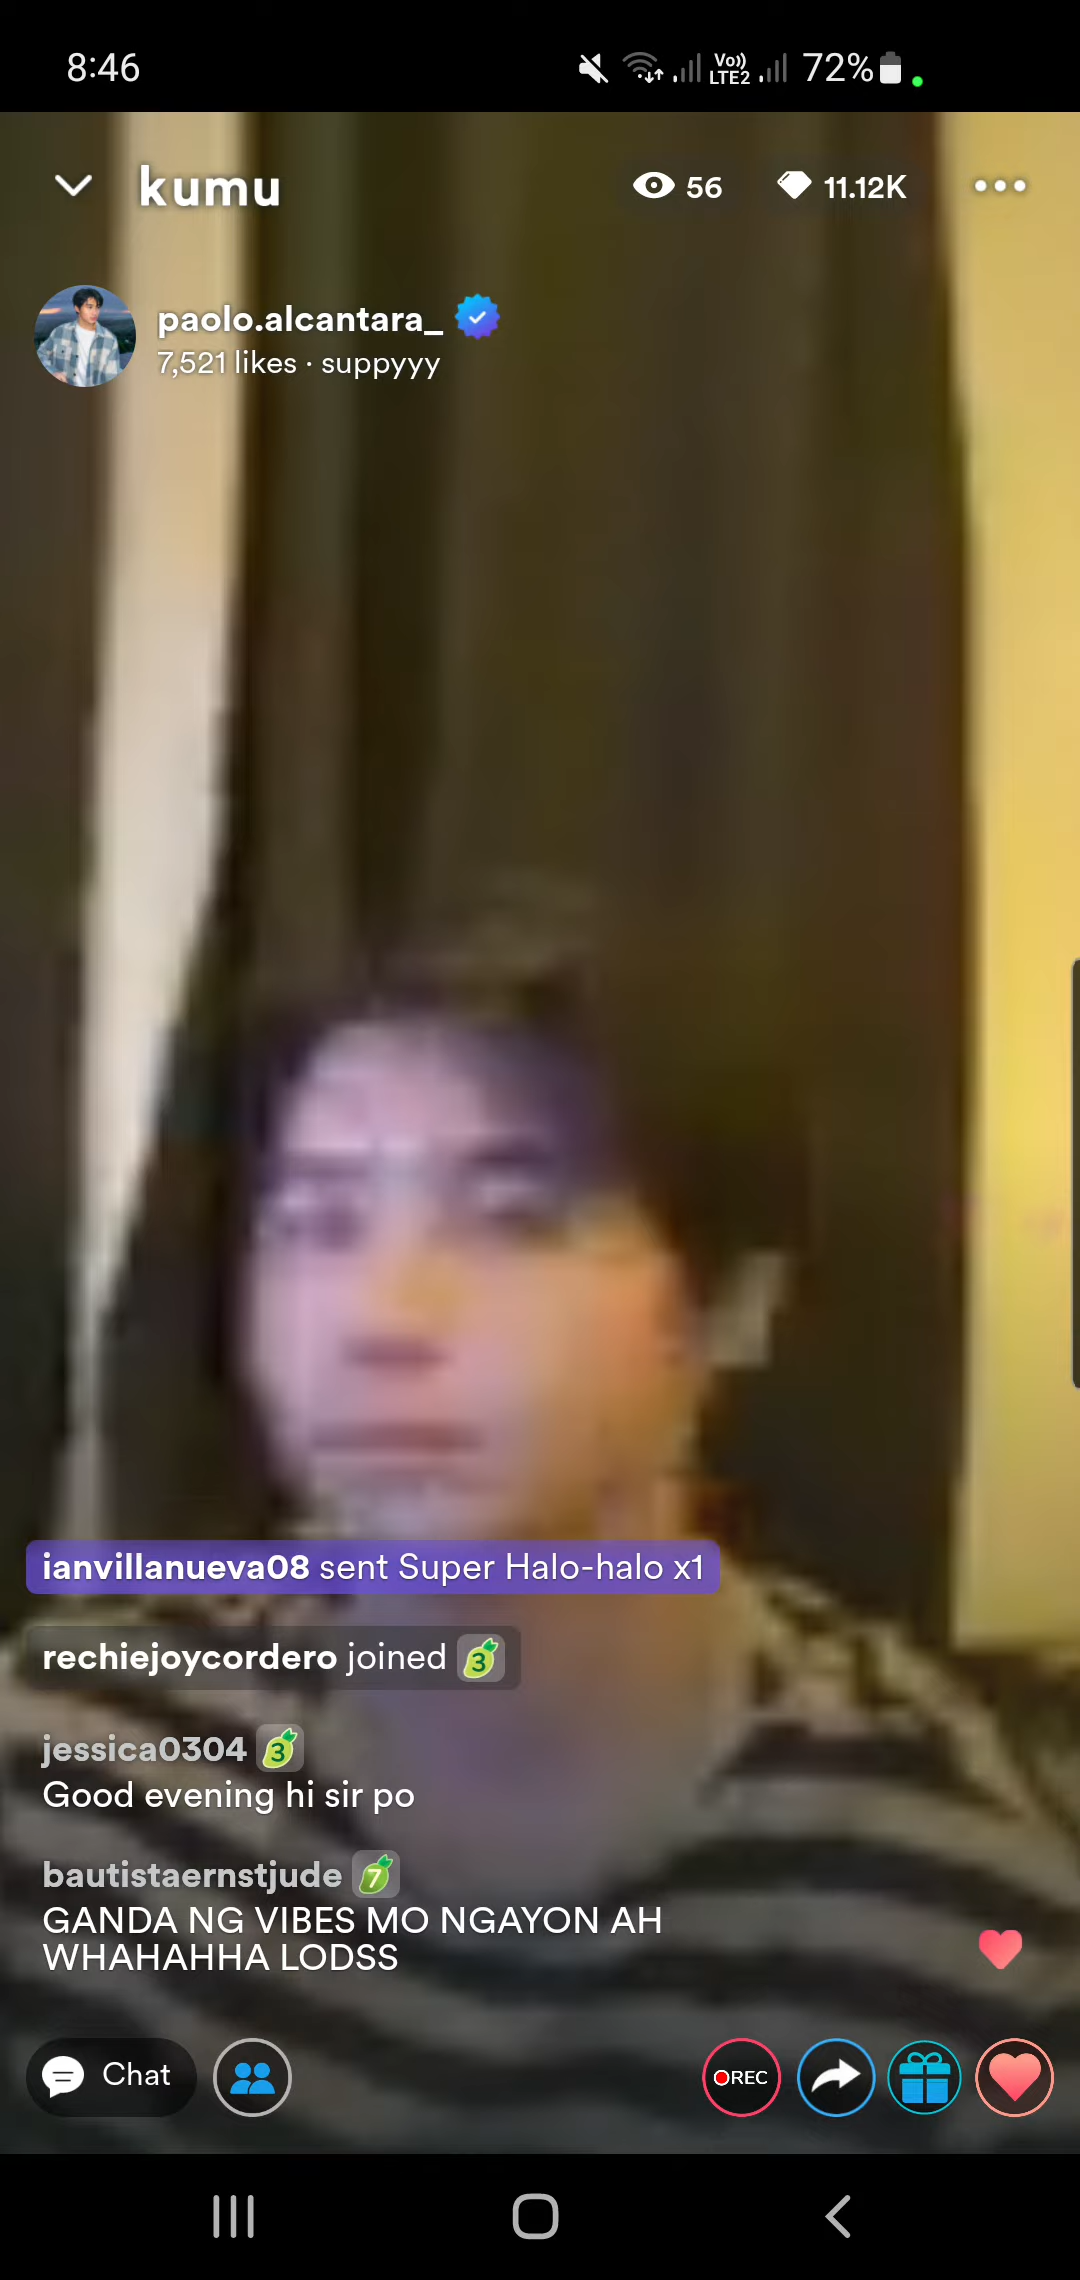 8:46
Vo))
LTE2
72%
kumu
56
11.12K
paolo.alcantara_
7,521 likes · suppyyy
ianvillanueva08 sent Super Halo-halo x1
rechiejoycordero joined 3
jessica0304 3
Good evening hi sir po
bautistaernstjude 7
GANDA NG VIBES MO NGAYON AH
WHAHAHHA LODSS
Chat
REC